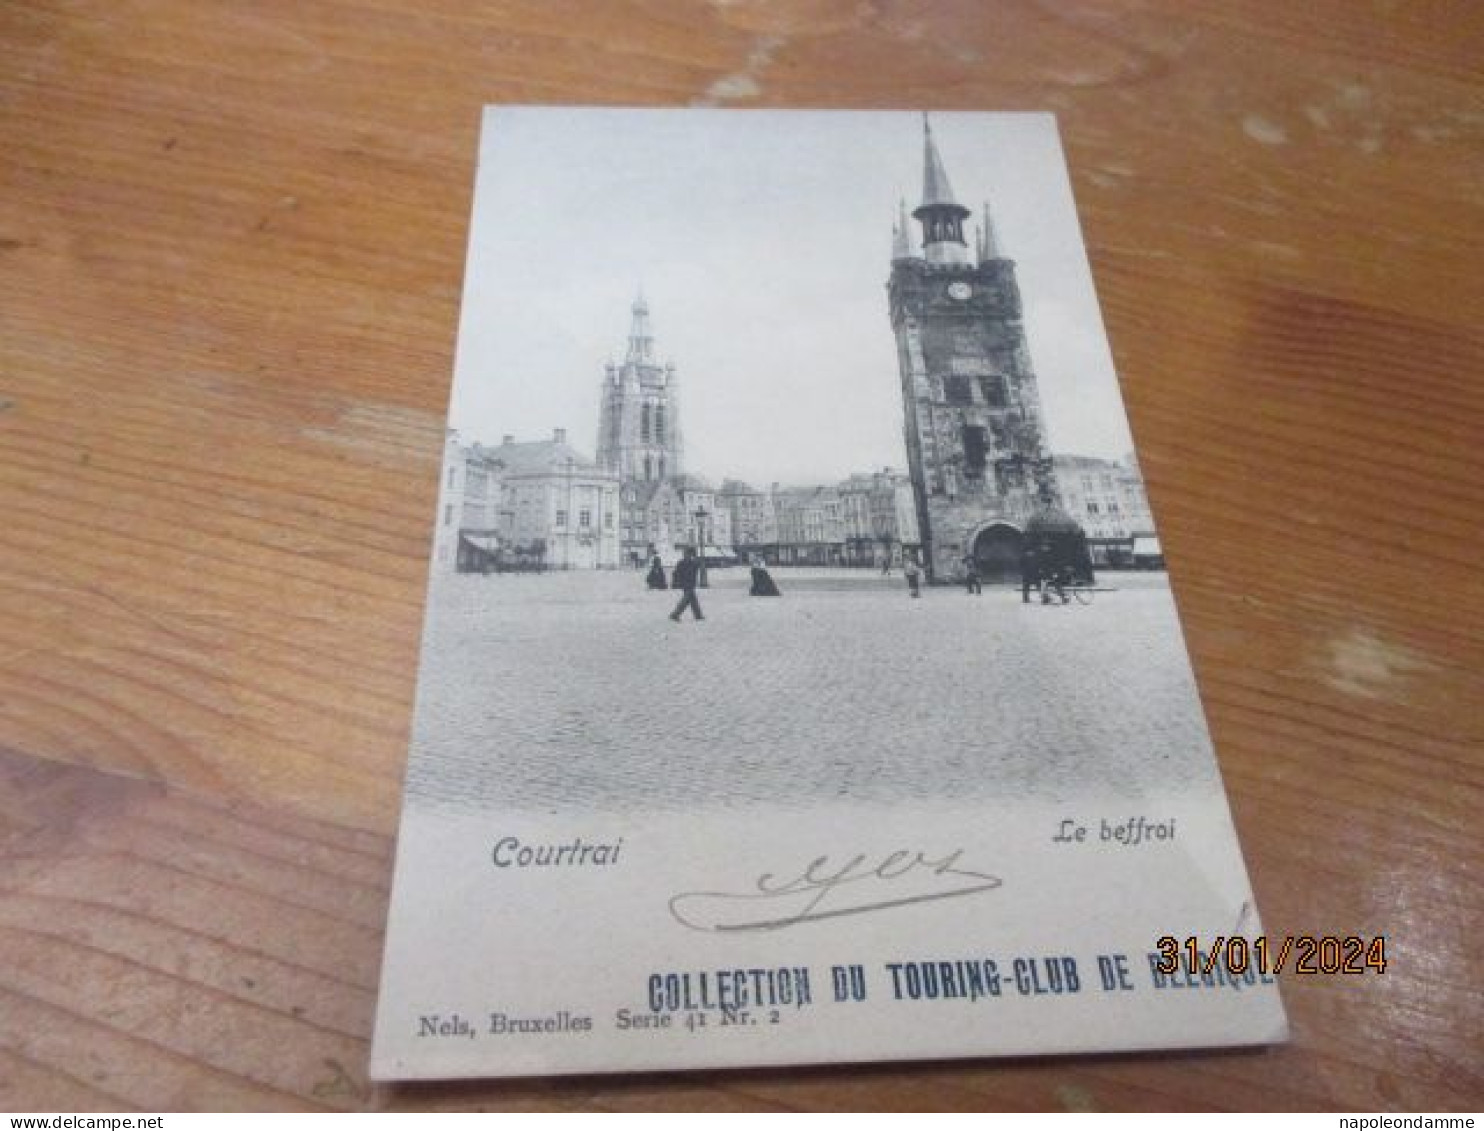 Courtrai
Le beffroi
COLLECTION DU TOURING-CLUB DE BELGIQUE
31/01/2024
Nels, Bruxelles Serie 41 Nr. 2
Delcampe.net
napoleondamme